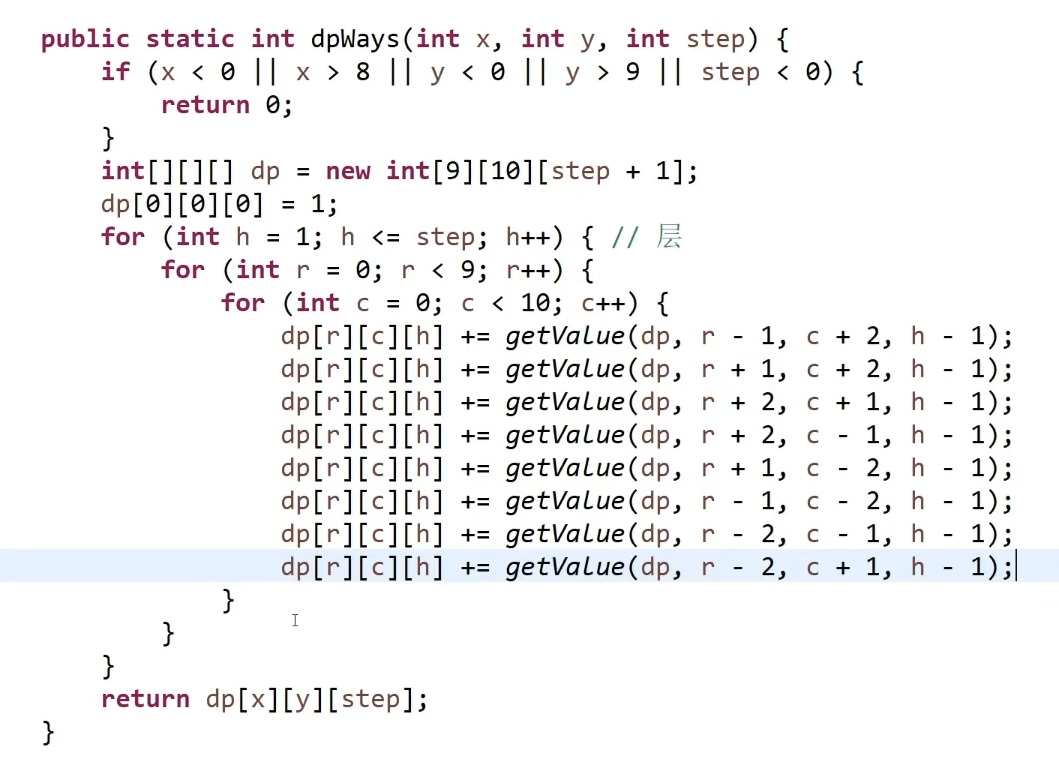 public static int dpWays(int x, int y, int step) {
    if (x < 0 || x > 8 || y < 0 || y > 9 || step < 0) {
        return 0;
    }
    int[][][] dp = new int[9][10][step + 1];
    dp[0][0][0] = 1;
    for (int h = 1; h <= step; h++) { // 层
        for (int r = 0; r < 9; r++) {
            for (int c = 0; c < 10; c++) {
                dp[r][c][h] += getValue(dp, r - 1, c + 2, h - 1);
                dp[r][c][h] += getValue(dp, r + 1, c + 2, h - 1);
                dp[r][c][h] += getValue(dp, r + 2, c + 1, h - 1);
                dp[r][c][h] += getValue(dp, r + 2, c - 1, h - 1);
                dp[r][c][h] += getValue(dp, r + 1, c - 2, h - 1);
                dp[r][c][h] += getValue(dp, r - 1, c - 2, h - 1);
                dp[r][c][h] += getValue(dp, r - 2, c - 1, h - 1);
                dp[r][c][h] += getValue(dp, r - 2, c + 1, h - 1);
            }
        }
    }
    return dp[x][y][step];
}